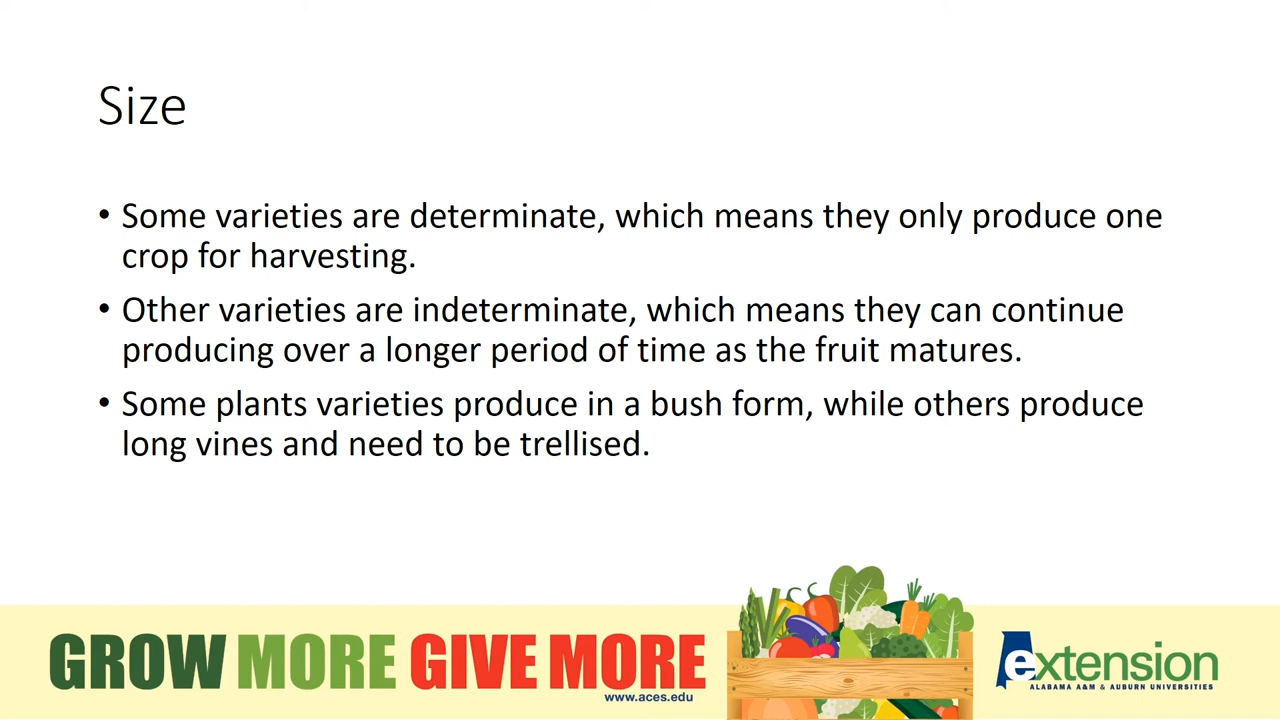 Size
• Some varieties are determinate, which means they only produce one
crop for harvesting.
• Other varieties are indeterminate, which means they can continue
producing over a longer period of time as the fruit matures.
• Some plants varieties produce in a bush form, while others produce
long vines and need to be trellised.
GROW MORE GIVE MORE
www.aces.edu
extension
ALABAMA A&M & AUBURN UNIVERSITIES